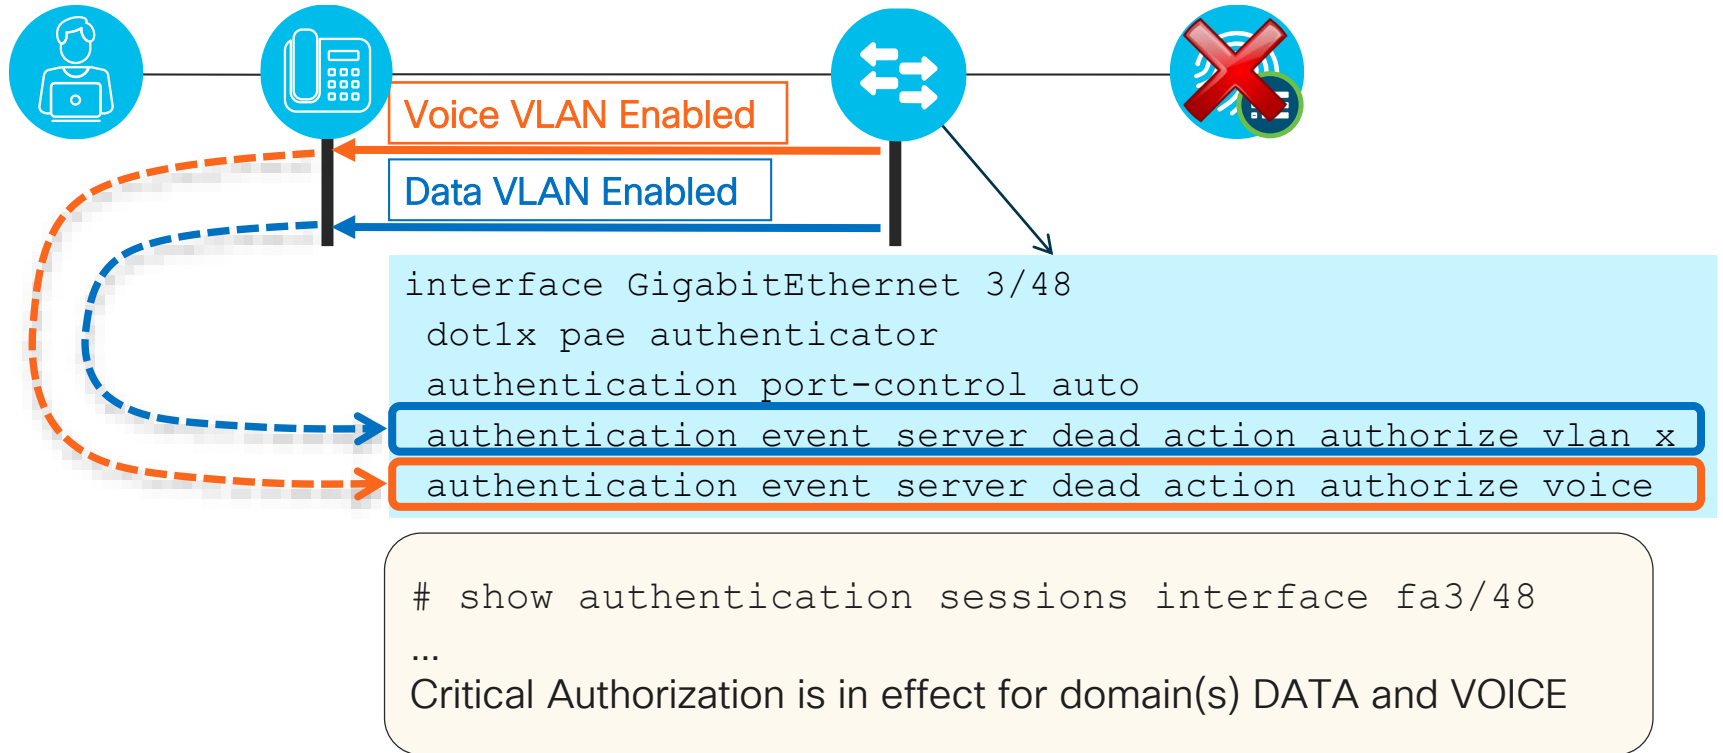 Voice VLAN Enabled
Data VLAN Enabled
interface GigabitEthernet 3/48
dot1x pae authenticator
authentication port-control auto
authentication event server dead action authorize vlan x
authentication event server dead action authorize voice
# show authentication sessions interface fa3/48
...
Critical Authorization is in effect for domain(s) DATA and VOICE